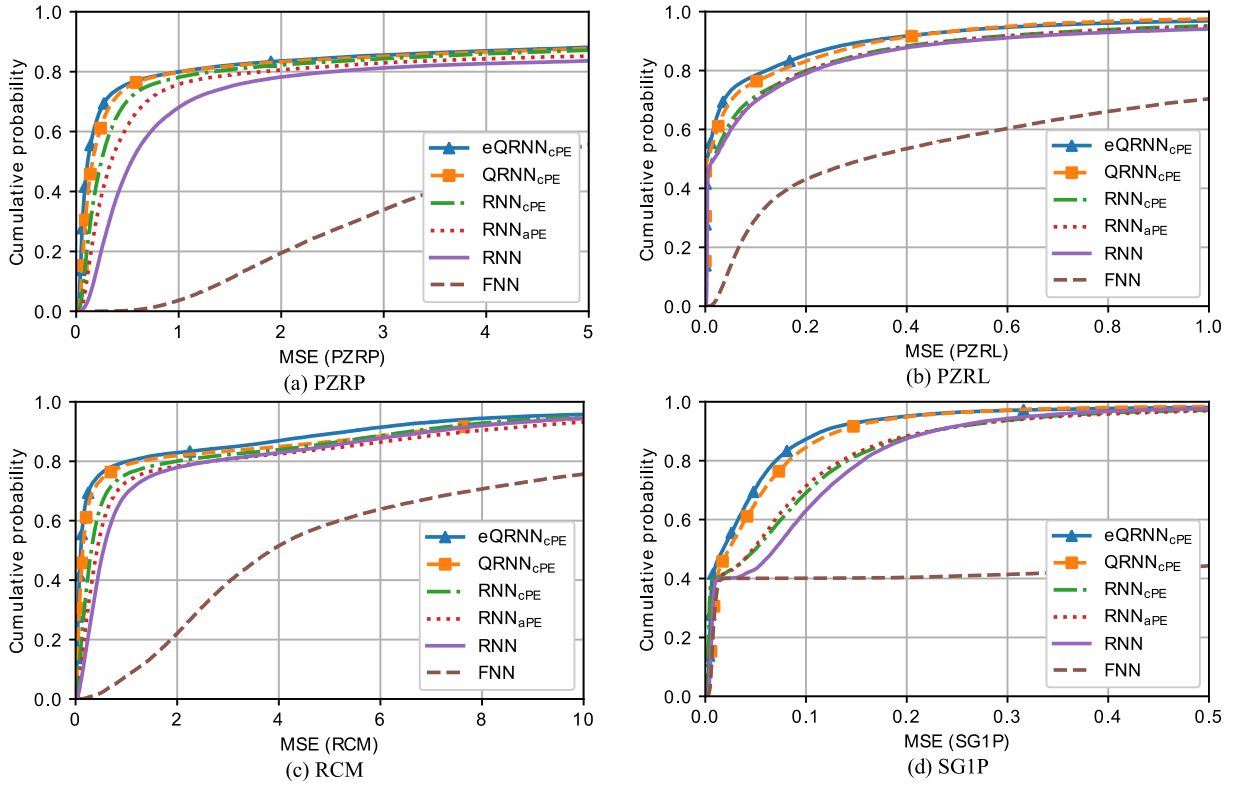 Cumulative probability
1.0
0.8
0.6
0.4
0.2
0.0
eQRNNcPE
QRNNcPE
RNNcPE
RNNaPE
RNN
FNN
0 1 2 3 4 5
MSE (PZRP)
(a) PZRP
Cumulative probability
1.0
0.8
0.6
0.4
0.2
0.0
eQRNNcPE
QRNNcPE
RNNcPE
RNNaPE
RNN
FNN
0.0 0.2 0.4 0.6 0.8 1.0
MSE (PZRL)
(b) PZRL
Cumulative probability
1.0
0.8
0.6
0.4
0.2
0.0
eQRNNcPE
QRNNcPE
RNNcPE
RNNaPE
RNN
FNN
0 2 4 6 8 10
MSE (RCM)
(c) RCM
Cumulative probability
1.0
0.8
0.6
0.4
0.2
0.0
eQRNNcPE
QRNNcPE
RNNcPE
RNNaPE
RNN
FNN
0.0 0.1 0.2 0.3 0.4 0.5
MSE (SG1P)
(d) SG1P